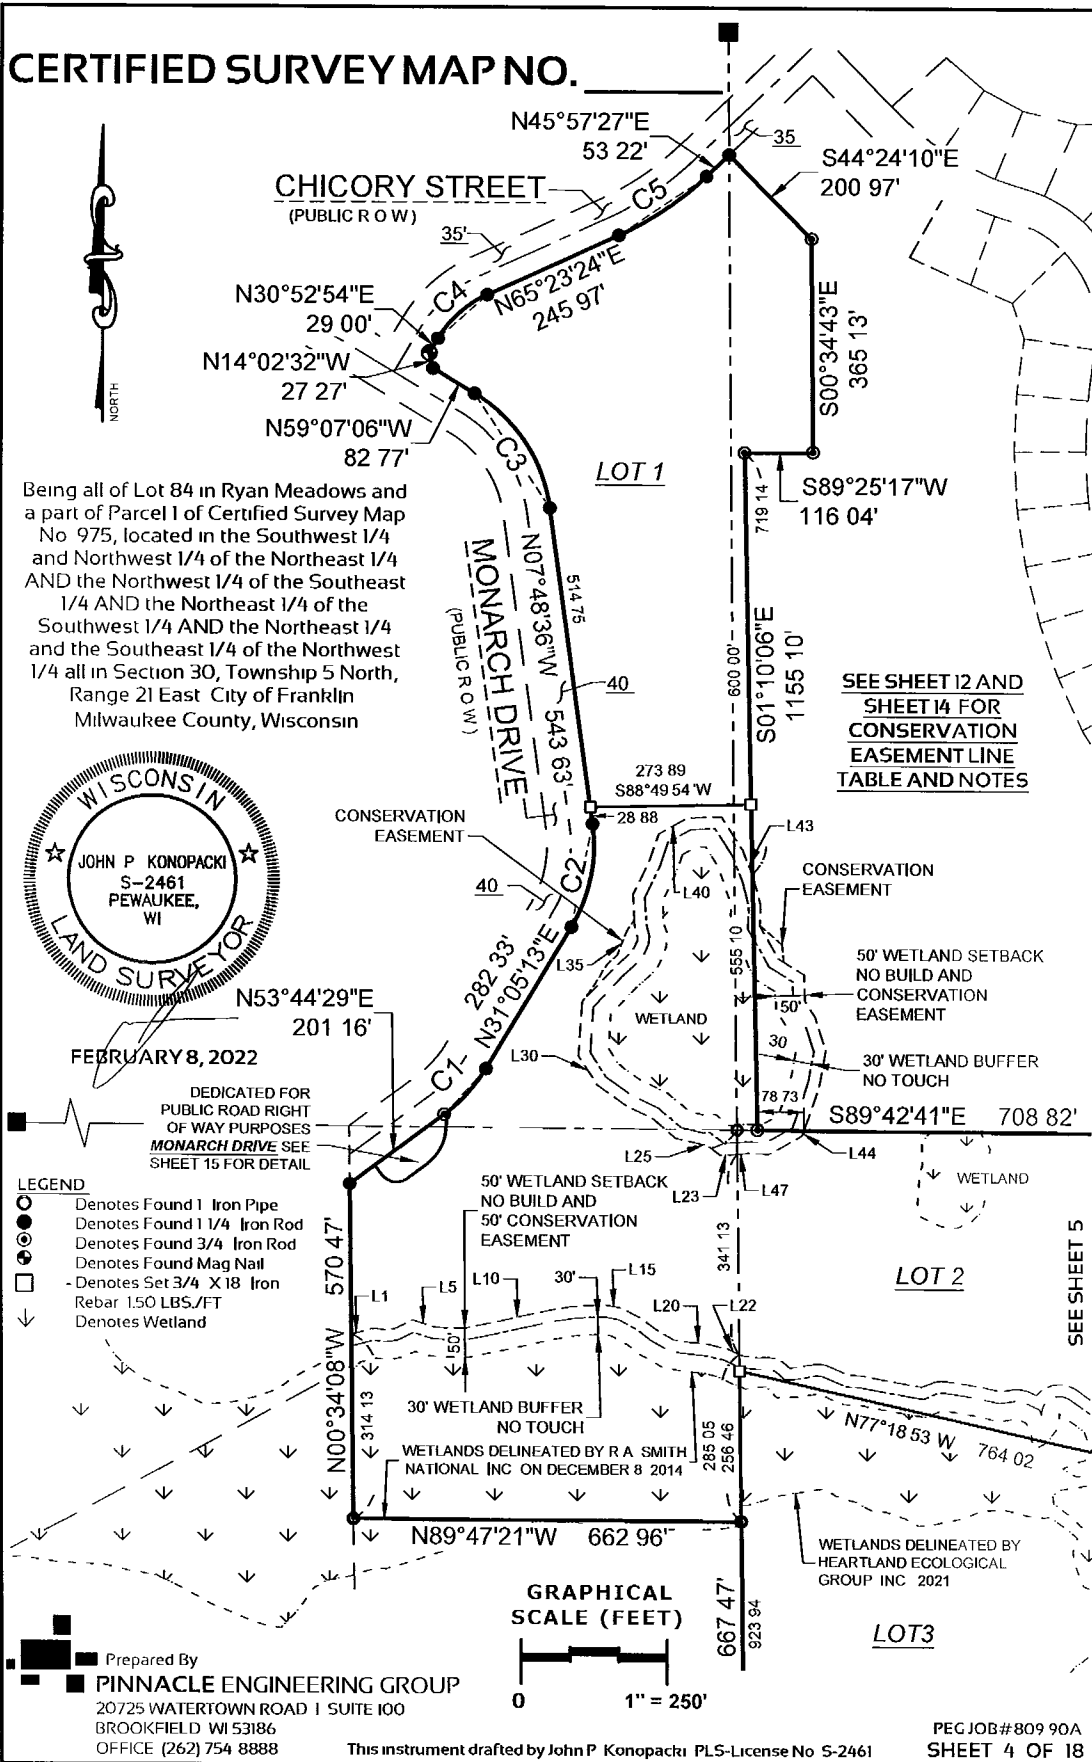 CERTIFIED SURVEY MAP NO.
N45°57'27"E
53 22'
35
S44°24'10"E
200 97'
CHICORY STREET
(PUBLIC R O W)
C5
35'
N65°23'24"E
245 97'
C4
N30°52'54"E
29 00'
N14°02'32"W
27 27'
N59°07'06"W
82 77'
S00°34'43"E
365 13'
NORTH
C3
LOT 1
719 14
S89°25'17"W
116 04'
Being all of Lot 84 in Ryan Meadows and
a part of Parcel 1 of Certified Survey Map
No 975, located in the Southwest 1/4
and Northwest 1/4 of the Northeast 1/4
AND the Northwest 1/4 of the Southeast
1/4 AND the Northeast 1/4 of the
Southwest 1/4 AND the Northeast 1/4
and the Southeast 1/4 of the Northwest
1/4 all in Section 30, Township 5 North,
Range 21 East City of Franklin
Milwaukee County, Wisconsin
MONARCH DRIVE
(PUBLIC R O W)
N07°48'36"W 543 63'
514 75
40
600 00'
S01°10'06"E
1155 10'
SEE SHEET 12 AND
SHEET 14 FOR
CONSERVATION
EASEMENT LINE
TABLE AND NOTES
273 89
S88°49 54 'W
28 88
WISCONSIN
JOHN P KONOPACKI
S-2461
PEWAUKEE,
WI
LAND SURVEYOR
CONSERVATION
EASEMENT
L43
L40
CONSERVATION
EASEMENT
C2
40
L35
555 10
50' WETLAND SETBACK
NO BUILD AND
CONSERVATION
EASEMENT
50'
282 33'
N31°05'13"E
WETLAND
30
N53°44'29"E
201 16'
L30
30' WETLAND BUFFER
NO TOUCH
FEBRUARY 8, 2022
C1
78 73
S89°42'41"E 708 82'
DEDICATED FOR
PUBLIC ROAD RIGHT
OF WAY PURPOSES
MONARCH DRIVE SEE
SHEET 15 FOR DETAIL
L25
L44
L23
L47
WETLAND
LEGEND
Denotes Found 1 Iron Pipe
Denotes Found 1 1/4 Iron Rod
Denotes Found 3/4 Iron Rod
Denotes Found Mag Nail
- Denotes Set 3/4 X 18 Iron
Rebar 1.50 LBS./FT
Denotes Wetland
50' WETLAND SETBACK
NO BUILD AND
50' CONSERVATION
EASEMENT
341 13
LOT 2
SEE SHEET 5
N00°34'08"W 570 47'
L1
L5
L10
30'
L15
L20
L22
50'
314 13
30' WETLAND BUFFER
NO TOUCH
285 05
256 46
N77°18 53 W 764 02
WETLANDS DELINEATED BY R A SMITH
NATIONAL INC ON DECEMBER 8 2014
N89°47'21"W 662 96'
WETLANDS DELINEATED BY
HEARTLAND ECOLOGICAL
GROUP INC 2021
GRAPHICAL
SCALE (FEET)
0 1" = 250'
667 47'
923 94
LOT3
Prepared By
PINNACLE ENGINEERING GROUP
20725 WATERTOWN ROAD | SUITE 100
BROOKFIELD WI 53186
OFFICE (262) 754 8888
This instrument drafted by John P Konopacki PLS-License No S-2461
PEG JOB#809 90A
SHEET 4 OF 18